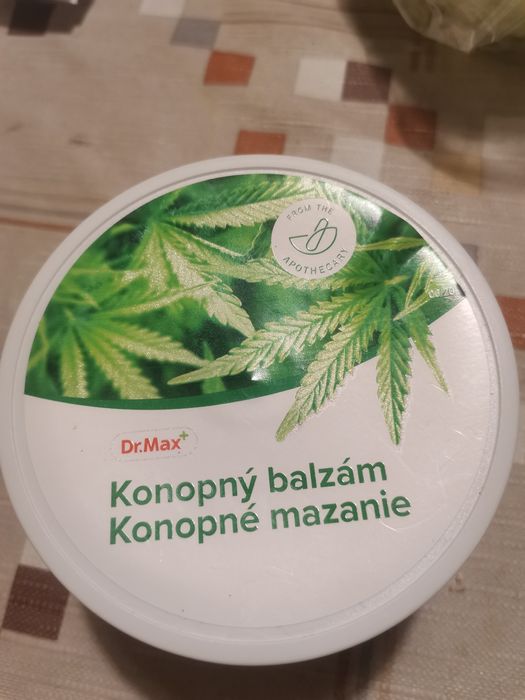 FROM THE
APOTHECARY
Dr.Max+
Konopný balzám
Konopné mazanie